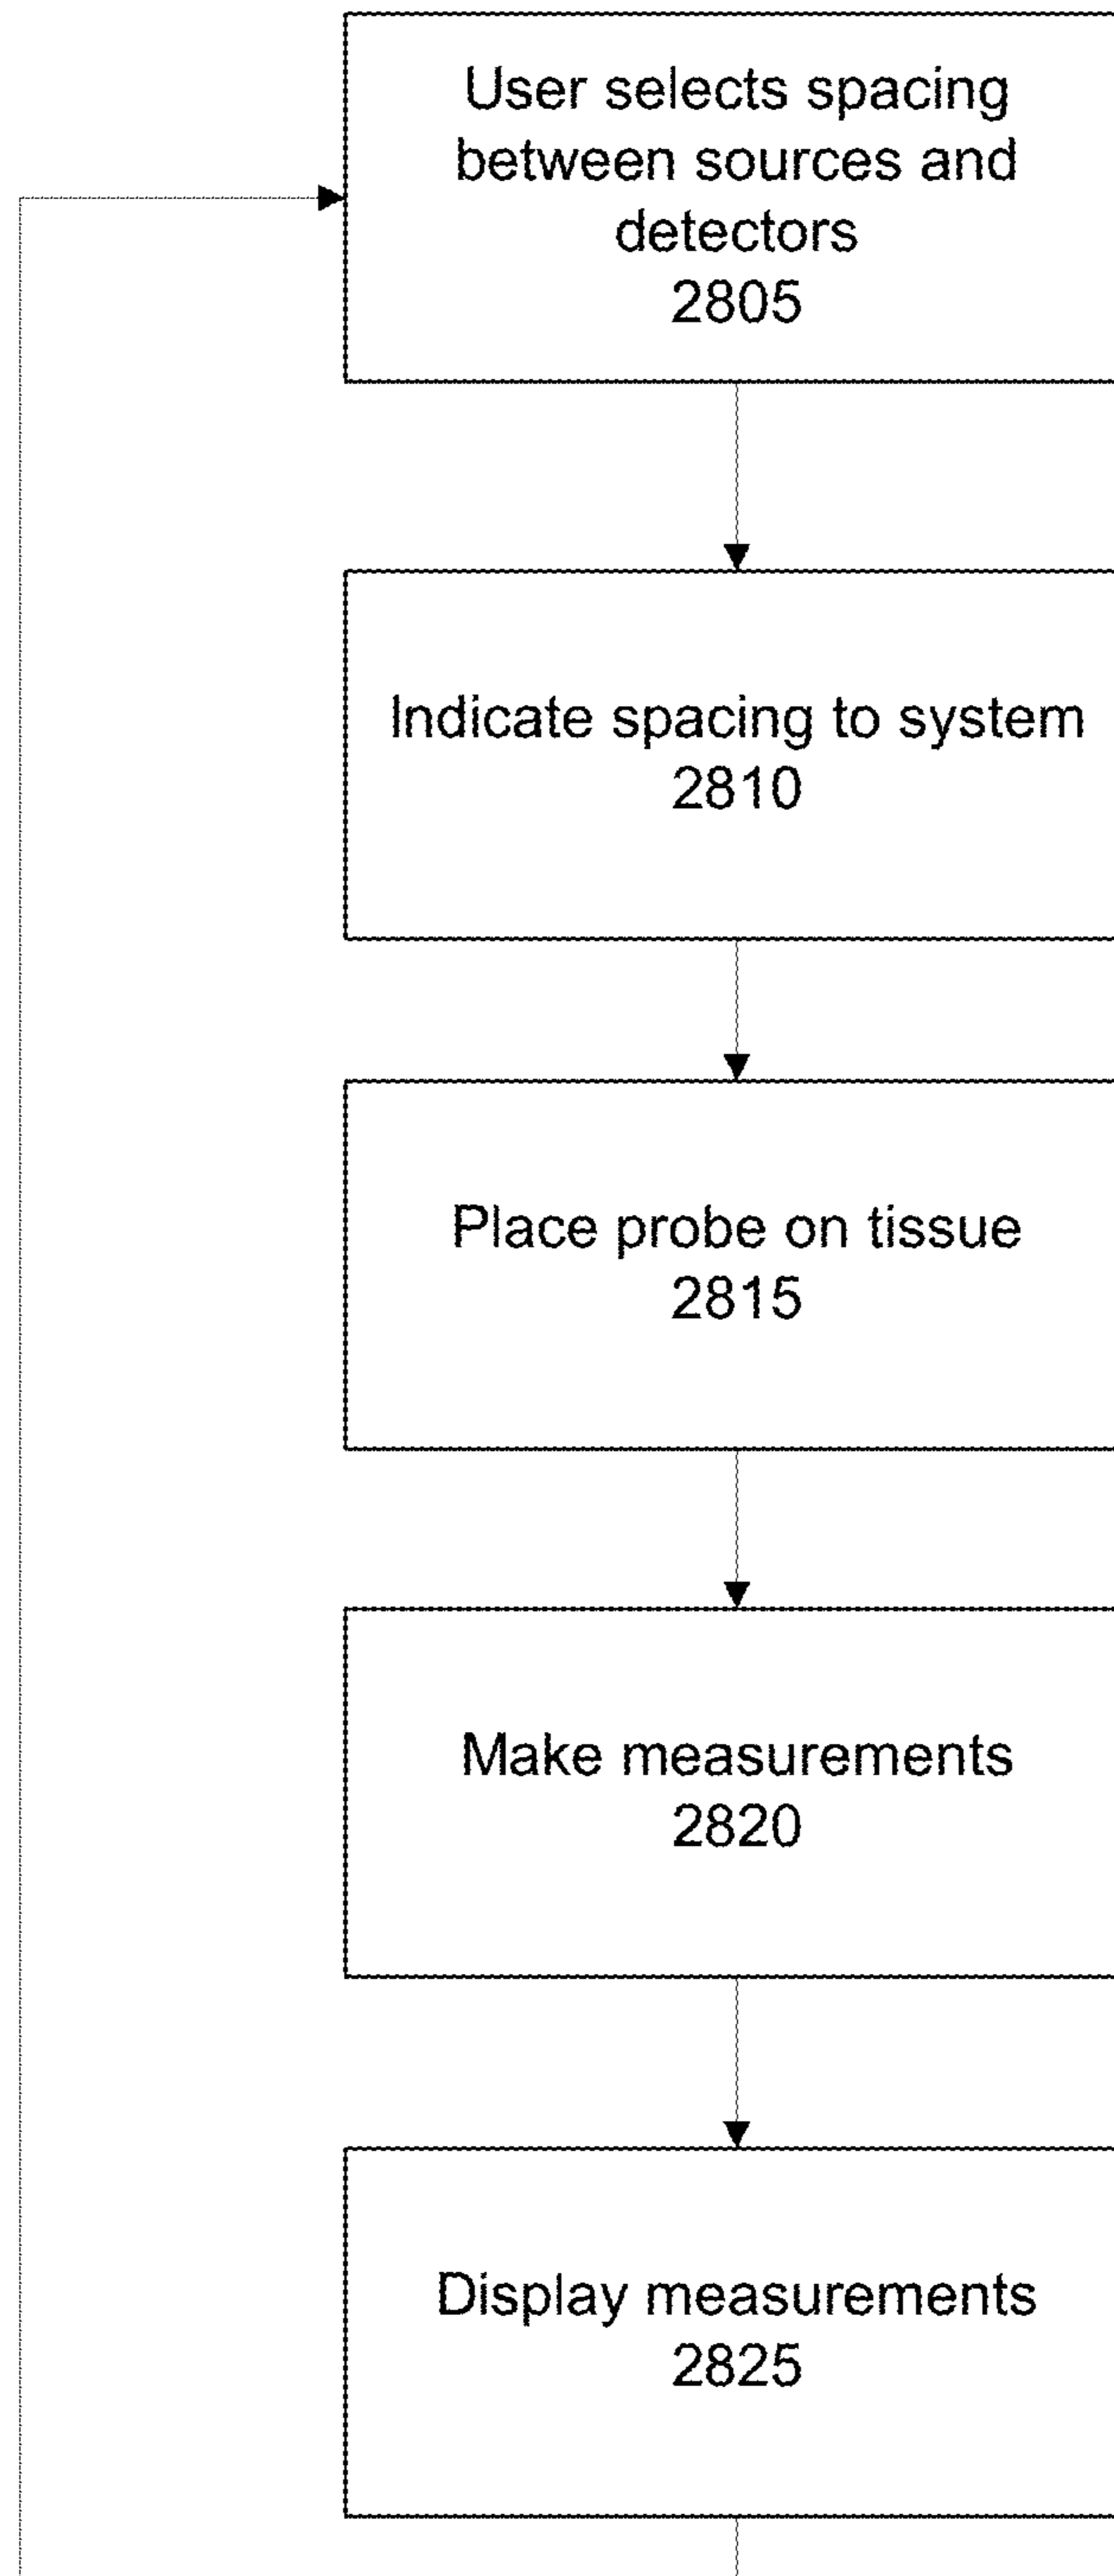 User selects spacing
between sources and
detectors
2805
Indicate spacing to system
2810
Place probe on tissue
2815
Make measurements
2820
Display measurements
2825